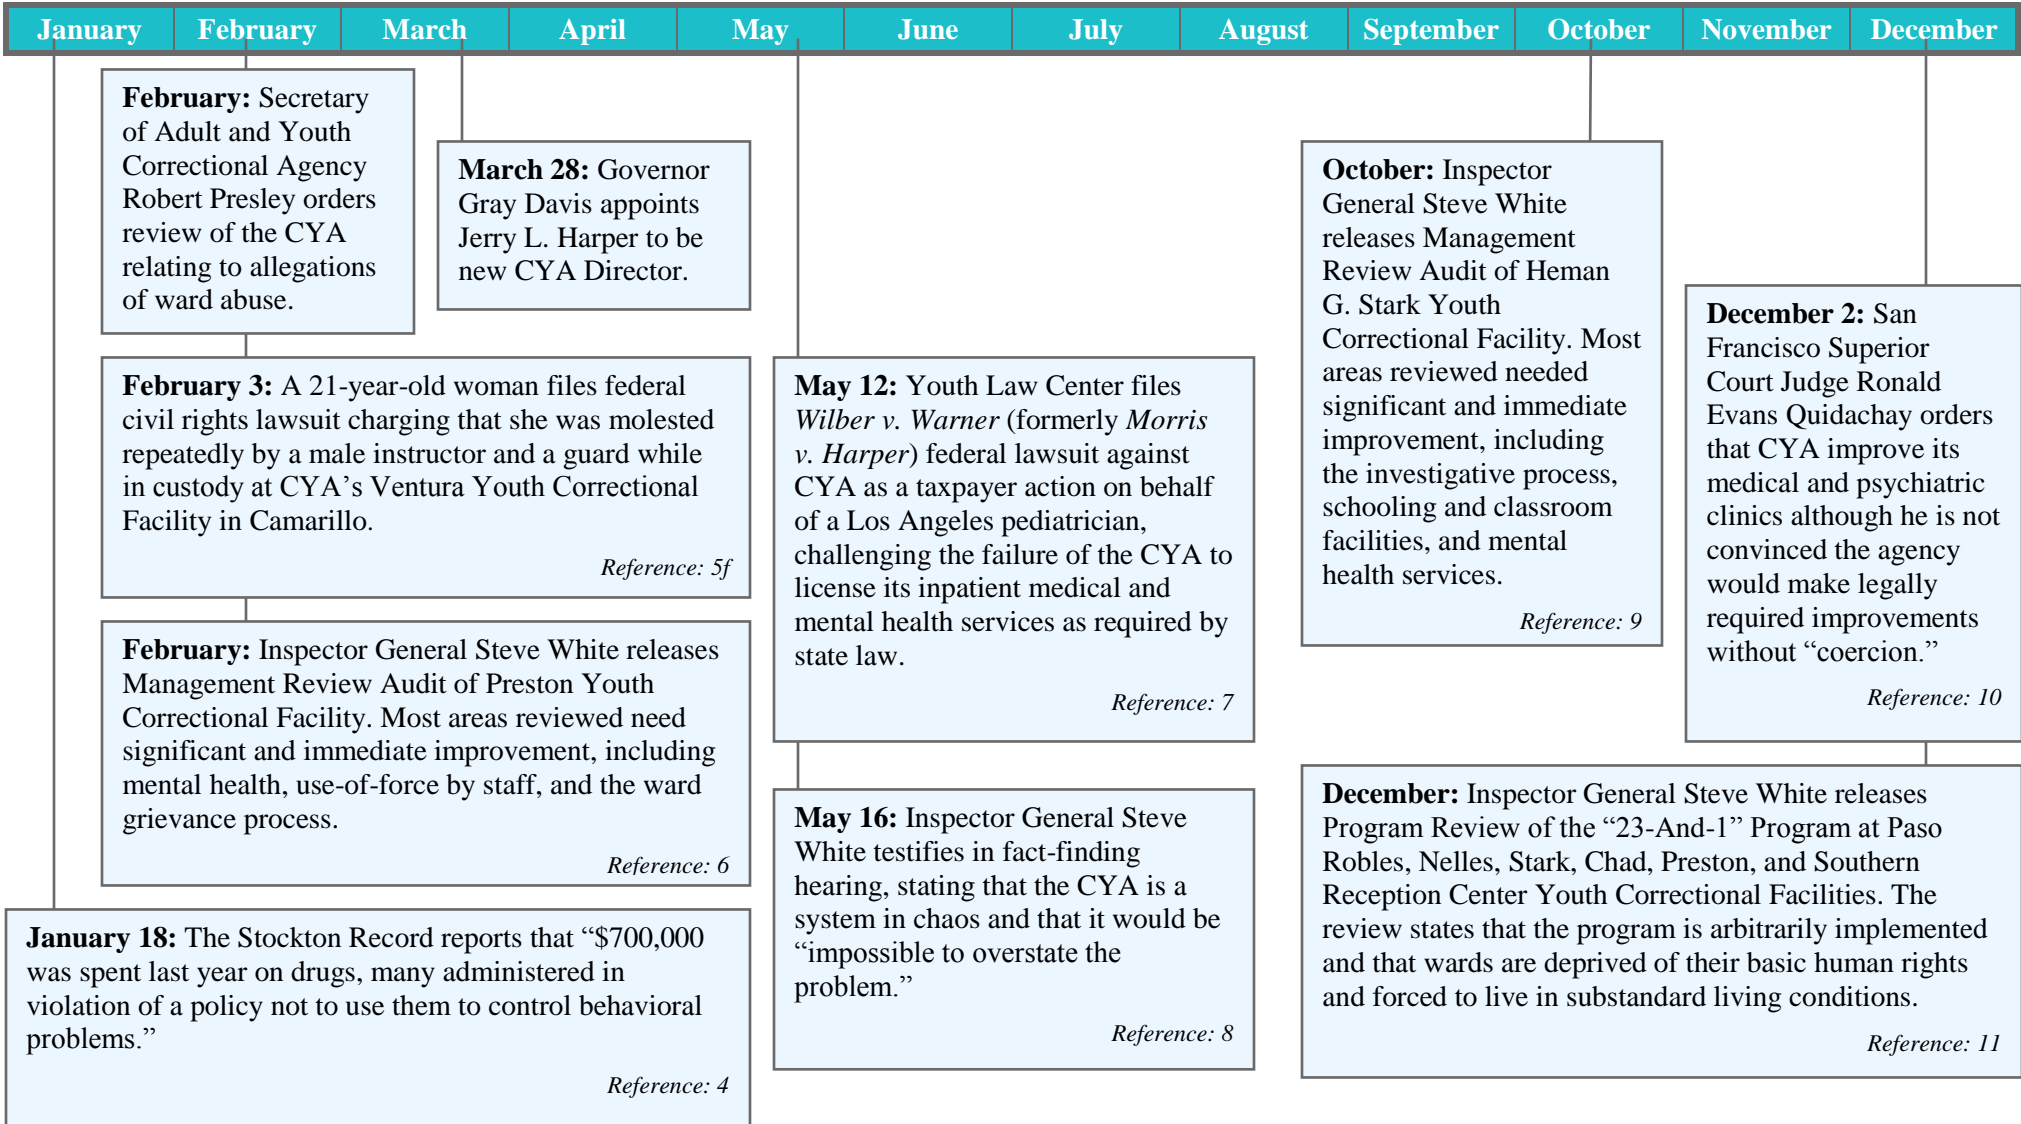 January February March April May June July August September October November December
February: Secretary
of Adult and Youth
Correctional Agency
Robert Presley orders
review of the CYA
relating to allegations
of ward abuse.
March 28: Governor
Gray Davis appoints
Jerry L. Harper to be
new CYA Director.
February 3: A 21-year-old woman files federal
civil rights lawsuit charging that she was molested
repeatedly by a male instructor and a guard while
in custody at CYA's Ventura Youth Correctional
Facility in Camarillo.
Reference: 5f
February: Inspector General Steve White releases
Management Review Audit of Preston Youth
Correctional Facility. Most areas reviewed need
significant and immediate improvement, including
mental health, use-of-force by staff, and the ward
grievance process.
Reference: 6
January 18: The Stockton Record reports that “$700,000
was spent last year on drugs, many administered in
violation of a policy not to use them to control behavioral
problems.”
Reference: 4
May 12: Youth Law Center files
Wilber v. Warner (formerly Morris
v. Harper) federal lawsuit against
CYA as a taxpayer action on behalf
of a Los Angeles pediatrician,
challenging the failure of the CYA to
license its inpatient medical and
mental health services as required by
state law.
Reference: 7
May 16: Inspector General Steve
White testifies in fact-finding
hearing, stating that the CYA is a
system in chaos and that it would be
“impossible to overstate the
problem.”
Reference: 8
October: Inspector
General Steve White
releases Management
Review Audit of Heman
G. Stark Youth
Correctional Facility. Most
areas reviewed needed
significant and immediate
improvement, including
the investigative process,
schooling and classroom
facilities, and mental
health services.
Reference: 9
December 2: San
Francisco Superior
Court Judge Ronald
Evans Quidachay orders
that CYA improve its
medical and psychiatric
clinics although he is not
convinced the agency
would make legally
required improvements
without “coercion.”
Reference: 10
December: Inspector General Steve White releases
Program Review of the “23-And-1” Program at Paso
Robles, Nelles, Stark, Chad, Preston, and Southern
Reception Center Youth Correctional Facilities. The
review states that the program is arbitrarily implemented
and that wards are deprived of their basic human rights
and forced to live in substandard living conditions.
Reference: 11